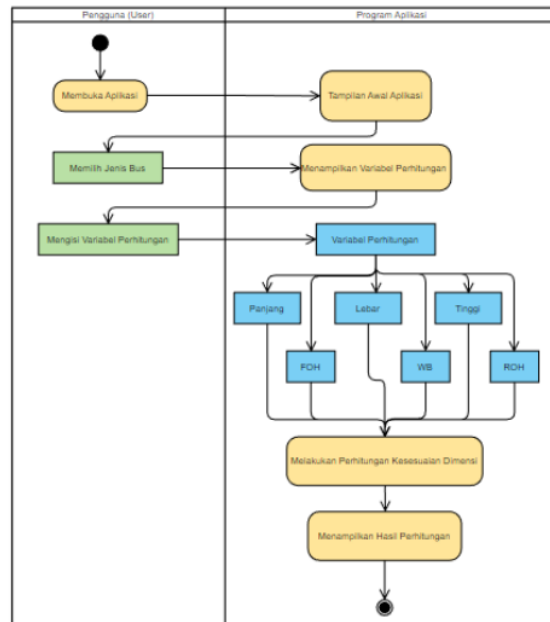 Pengguna (User)
Program Aplikasi
Membuka Aplikasi
Tampilan Awal Aplikasi
Memilih Jenis Bus
Menampilkan Variabel Perhitungan
Mengisi Variabel Perhitungan
Variabel Perhitungan
Panjang
Lebar
Tinggi
FOH
WB
ROH
Melakukan Perhitungan Kesesuaian Dimensi
Menampilkan Hasil Perhitungan